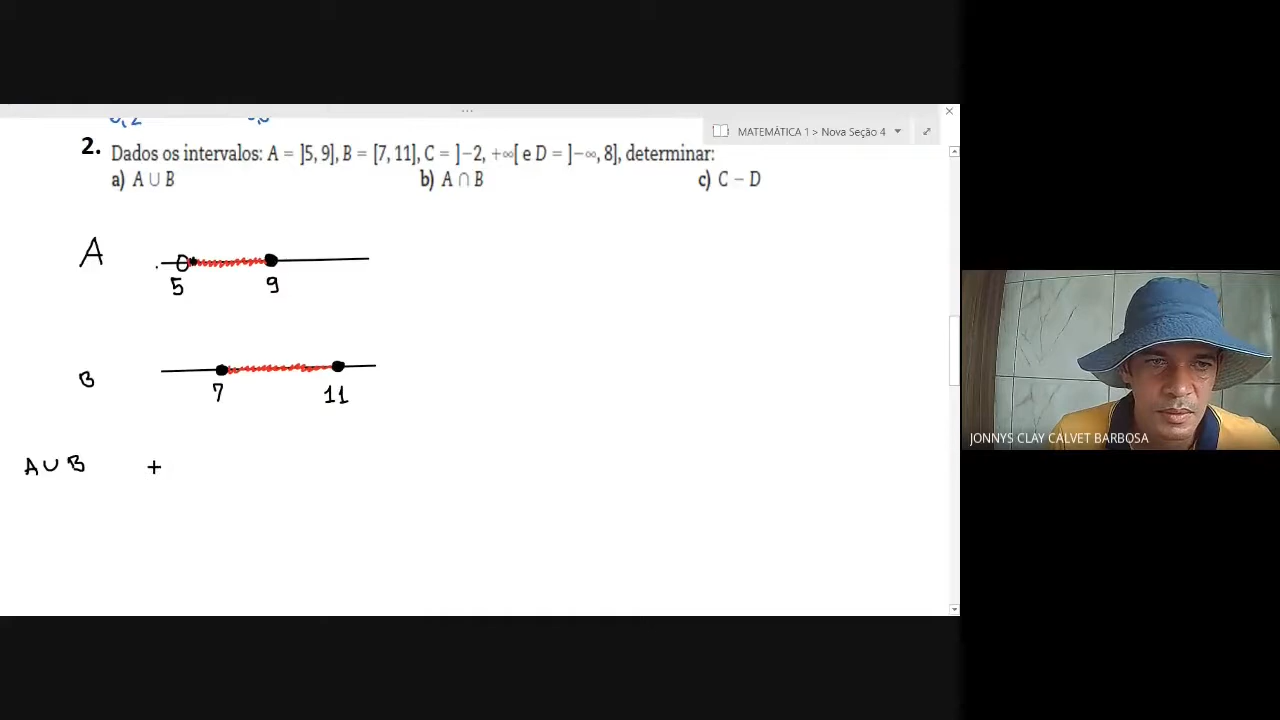 MATEMÁTICA 1 > Nova Seção 4
2. Dados os intervalos: A = ]5, 9], B = [7, 11], C = ]−2, +∞[ e D = ]−∞, 8], determinar:
a) A ∪ B b) A ∩ B c) C − D
A
5 9
B
7 11
A ∪ B
JONNYS CLAY CALVET BARBOSA